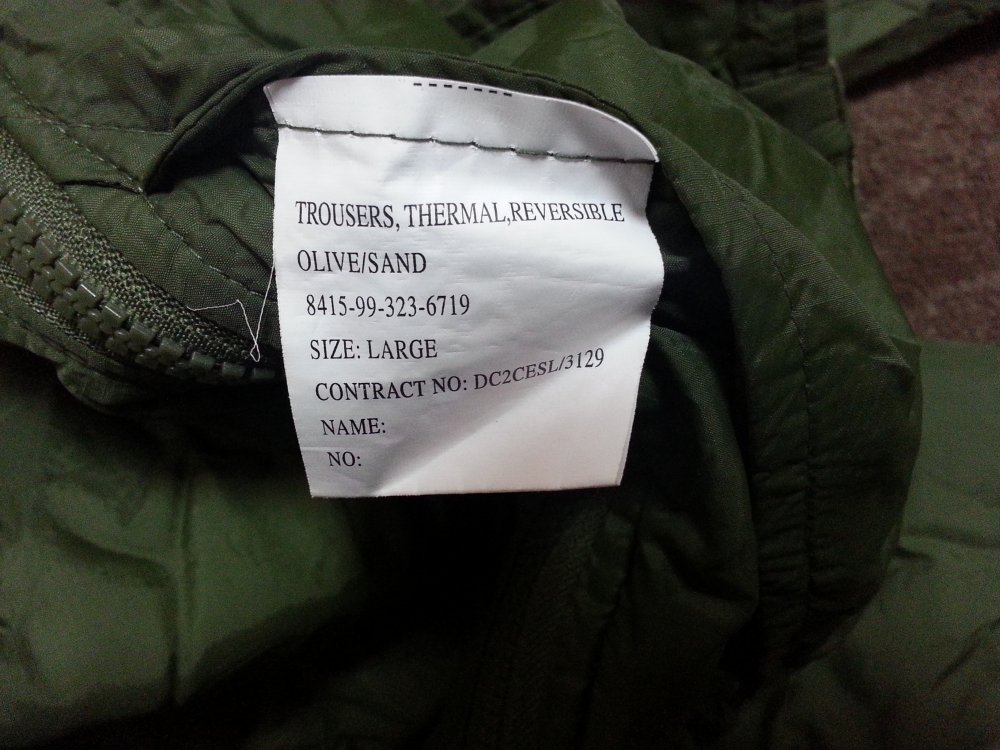 TROUSERS, THERMAL,REVERSIBLE
OLIVE/SAND
8415-99-323-6719
SIZE: LARGE
CONTRACT NO: DC2CESL/3129
NAME:
NO: